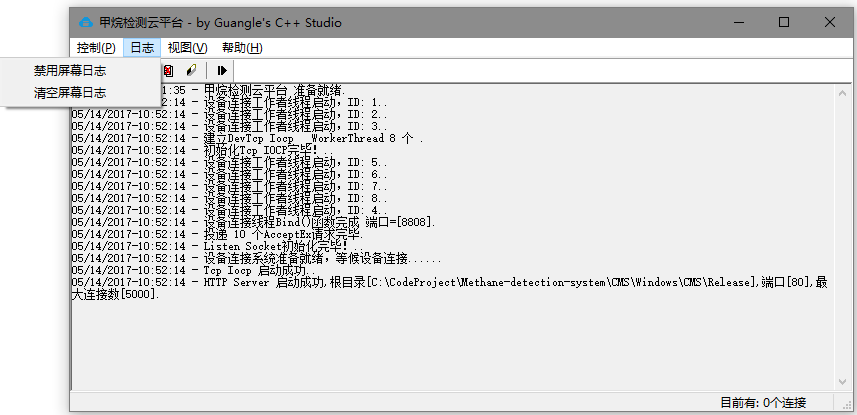 甲烷检测云平台 - by Guangle's C++ Studio
控制(P) 日志 视图(V) 帮助(H)
禁用屏幕日志
清空屏幕日志
1:35 - 甲烷检测云平台 准备就绪.
2:14 - 设备连接工作者线程启动，ID: 1..
05/14/2017-10:52:14 - 设备连接工作者线程启动，ID: 2..
05/14/2017-10:52:14 - 设备连接工作者线程启动，ID: 3..
05/14/2017-10:52:14 - 建立DevTcp Iocp _WorkerThread 8 个 .
05/14/2017-10:52:14 - 初始化Tcp IOCP完毕！..
05/14/2017-10:52:14 - 设备连接工作者线程启动，ID: 5..
05/14/2017-10:52:14 - 设备连接工作者线程启动，ID: 6..
05/14/2017-10:52:14 - 设备连接工作者线程启动，ID: 7..
05/14/2017-10:52:14 - 设备连接工作者线程启动，ID: 8..
05/14/2017-10:52:14 - 设备连接工作者线程启动，ID: 4..
05/14/2017-10:52:14 - 设备连接线程Bind()函数完成 端口=[8808].
05/14/2017-10:52:14 - 投递 10 个AcceptEx请求完毕.
05/14/2017-10:52:14 - Listen Socket初始化完毕！..
05/14/2017-10:52:14 - 设备连接系统准备就绪，等候设备连接......
05/14/2017-10:52:14 - Tcp Iocp 启动成功..
05/14/2017-10:52:14 - HTTP Server 启动成功,根目录[C:\CodeProject\Methane-detection-system\CMS\Windows\CMS\Release],端口[80],最
大连接数[5000].
目前有: 0个连接